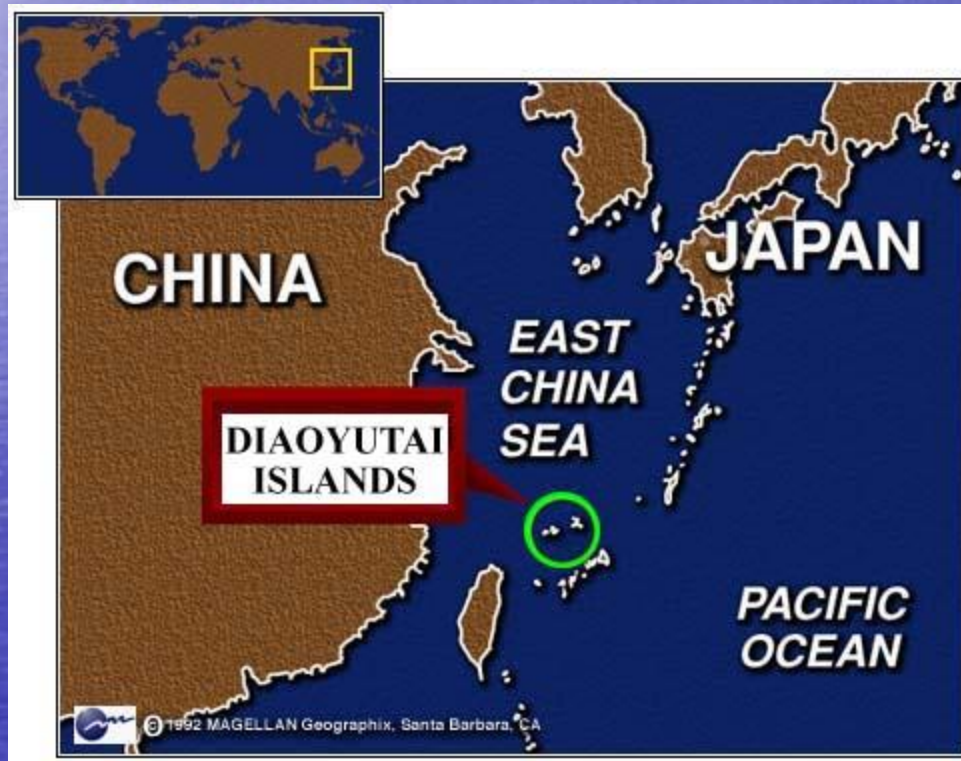 CHINA
JAPAN
EAST
CHINA
SEA
DIAOYUTAI
ISLANDS
PACIFIC
OCEAN
© 1992 MAGELLAN Geographix, Santa Barbara, CA